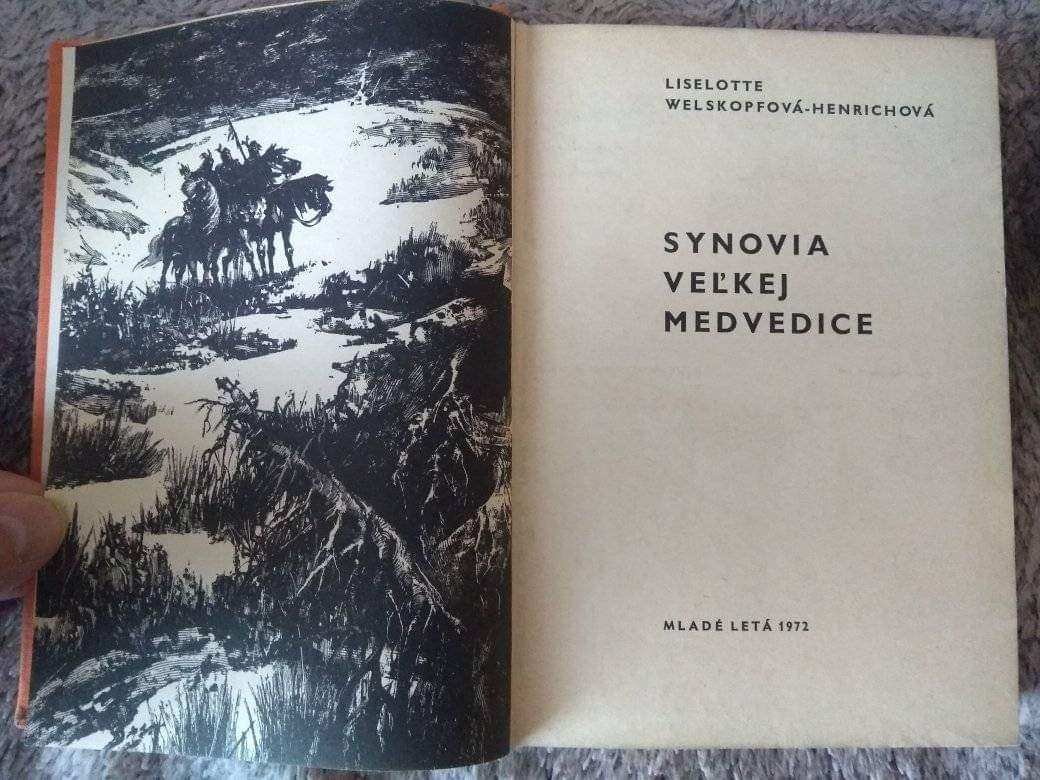 LISELOTTE
WELSKOPFOVÁ-HENRICHOVÁ
SYNOVIA
VEĽKEJ
MEDVEDICE
MLADÉ LETÁ 1972